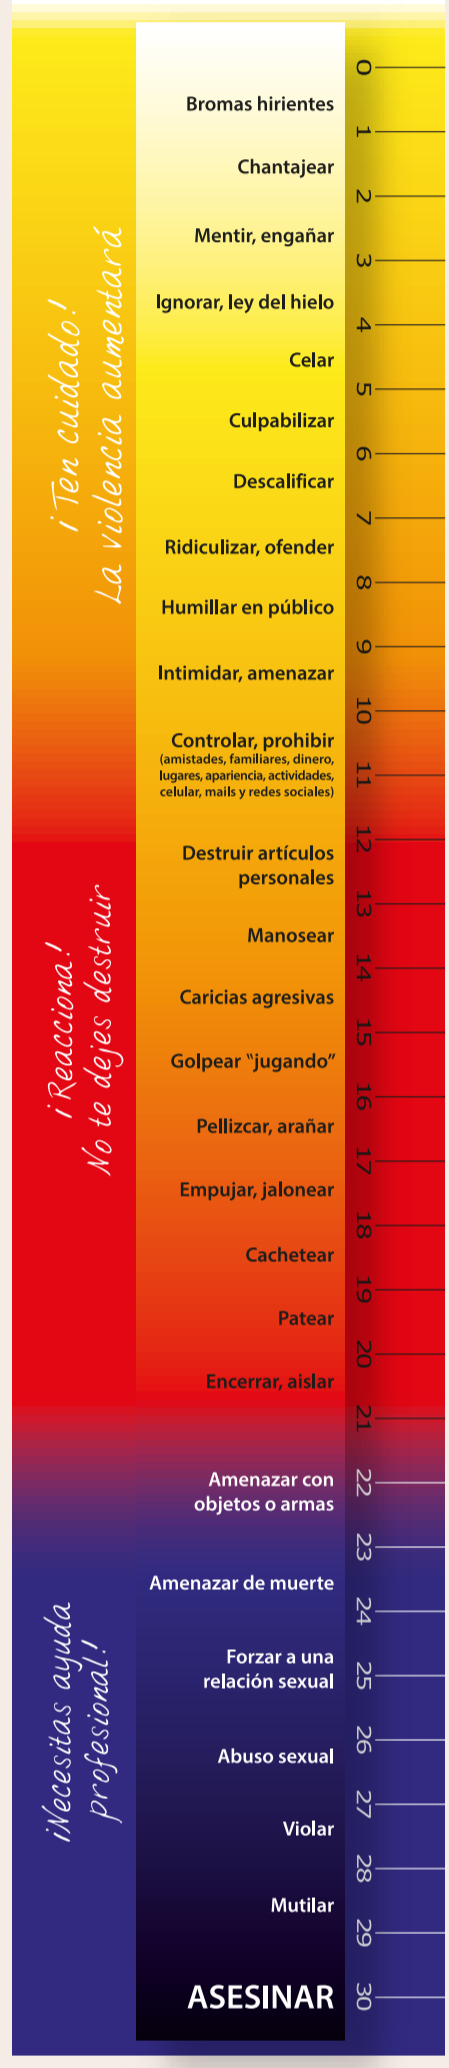 ¡Ten cuidado!
La violencia aumentará
¡Reacciona!
No te dejes destruir
¡Necesitas ayuda
profesional!
Bromas hirientes
Chantajear
Mentir, engañar
Ignorar, ley del hielo
Celar
Culpabilizar
Descalificar
Ridiculizar, ofender
Humillar en público
Intimidar, amenazar
Controlar, prohibir
(amistades, familiares, dinero,
lugares, apariencia, actividades,
celular, mails y redes sociales)
Destruir artículos
personales
Manosear
Caricias agresivas
Golpear “jugando”
Pellizcar, arañar
Empujar, jalonear
Cachetear
Patear
Encerrar, aislar
Amenazar con
objetos o armas
Amenazar de muerte
Forzar a una
relación sexual
Abuso sexual
Violar
Mutilar
ASESINAR
0
1
2
3
4
5
6
7
8
9
10
11
12
13
14
15
16
17
18
19
20
21
22
23
24
25
26
27
28
29
30